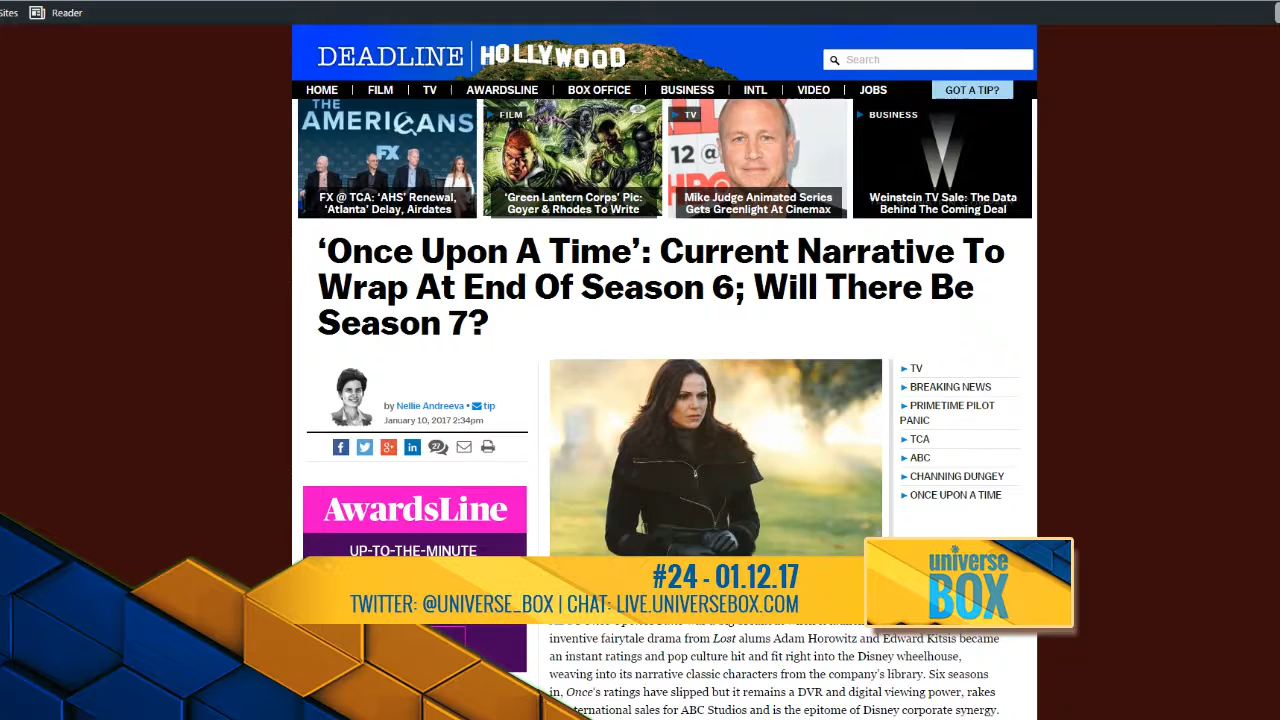 Sites Reader
DEADLINE HOLLYWOOD
Search
HOME FILM TV AWARDSLINE BOX OFFICE BUSINESS INTL VIDEO JOBS GOT A TIP?
THE
AMERICANS
FX
FX @ TCA: ‘AHS’ Renewal,
‘Atlanta’ Delay, Airdates
FILM
‘Green Lantern Corps’ Pic:
Goyer & Rhodes To Write
TV
12 @
HBO
Mike Judge Animated Series
Gets Greenlight At Cinemax
BUSINESS
W
Weinstein TV Sale: The Data
Behind The Coming Deal
‘Once Upon A Time’: Current Narrative To
Wrap At End Of Season 6; Will There Be
Season 7?
by Nellie Andreeva • tip
January 10, 2017 2:34pm
27
AwardsLine
UP-TO-THE-MINUTE
TV
BREAKING NEWS
PRIMETIME PILOT
PANIC
TCA
ABC
CHANNING DUNGEY
ONCE UPON A TIME
#24 - 01.12.17
TWITTER: @UNIVERSE_BOX | CHAT: LIVE.UNIVERSEBOX.COM
universe
BOX
inventive fairytale drama from Lost alums Adam Horowitz and Edward Kitsis became
an instant ratings and pop culture hit and fit right into the Disney wheelhouse,
weaving into its narrative classic characters from the company’s library. Six seasons
in, Once’s ratings have slipped but it remains a DVR and digital viewing power, rakes
international sales for ABC Studios and is the epitome of Disney corporate synergy.